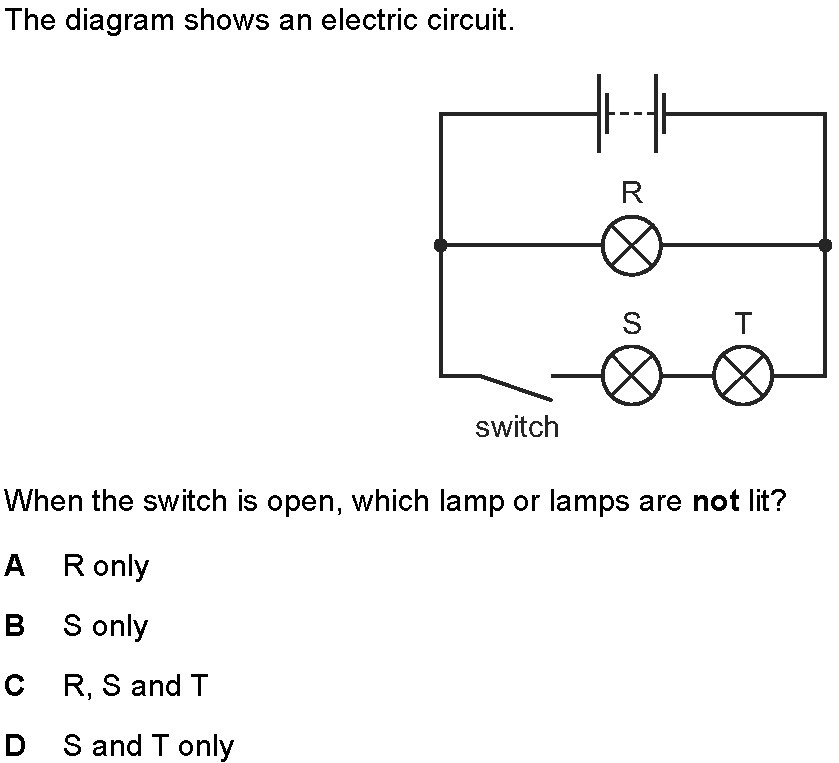 The diagram shows an electric circuit.
R
S T
switch
When the switch is open, which lamp or lamps are not lit?
A R only
B S only
C R, S and T
D S and T only